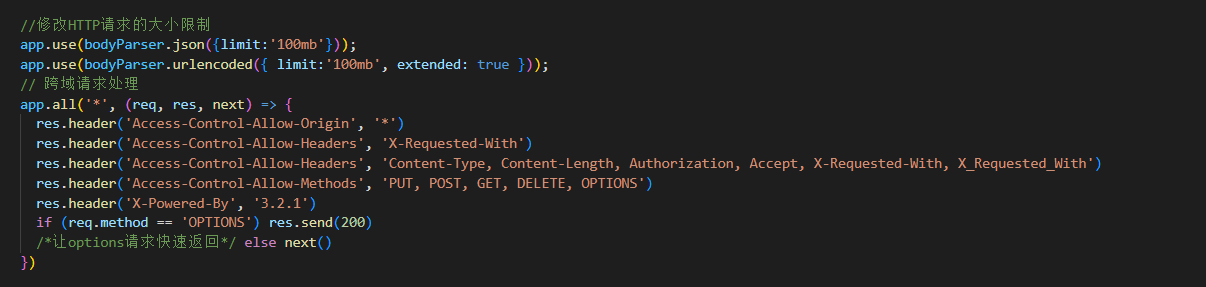 //修改HTTP请求的大小限制
app.use(bodyParser.json({limit:'100mb'}));
app.use(bodyParser.urlencoded({ limit:'100mb', extended: true }));
// 跨域请求处理
app.all('*', (req, res, next) => {
  res.header('Access-Control-Allow-Origin', '*')
  res.header('Access-Control-Allow-Headers', 'X-Requested-With')
  res.header('Access-Control-Allow-Headers', 'Content-Type, Content-Length, Authorization, Accept, X-Requested-With, X_Requested_With')
  res.header('Access-Control-Allow-Methods', 'PUT, POST, GET, DELETE, OPTIONS')
  res.header('X-Powered-By', '3.2.1')
  if (req.method == 'OPTIONS') res.send(200)
  /*让options请求快速返回*/ else next()
})